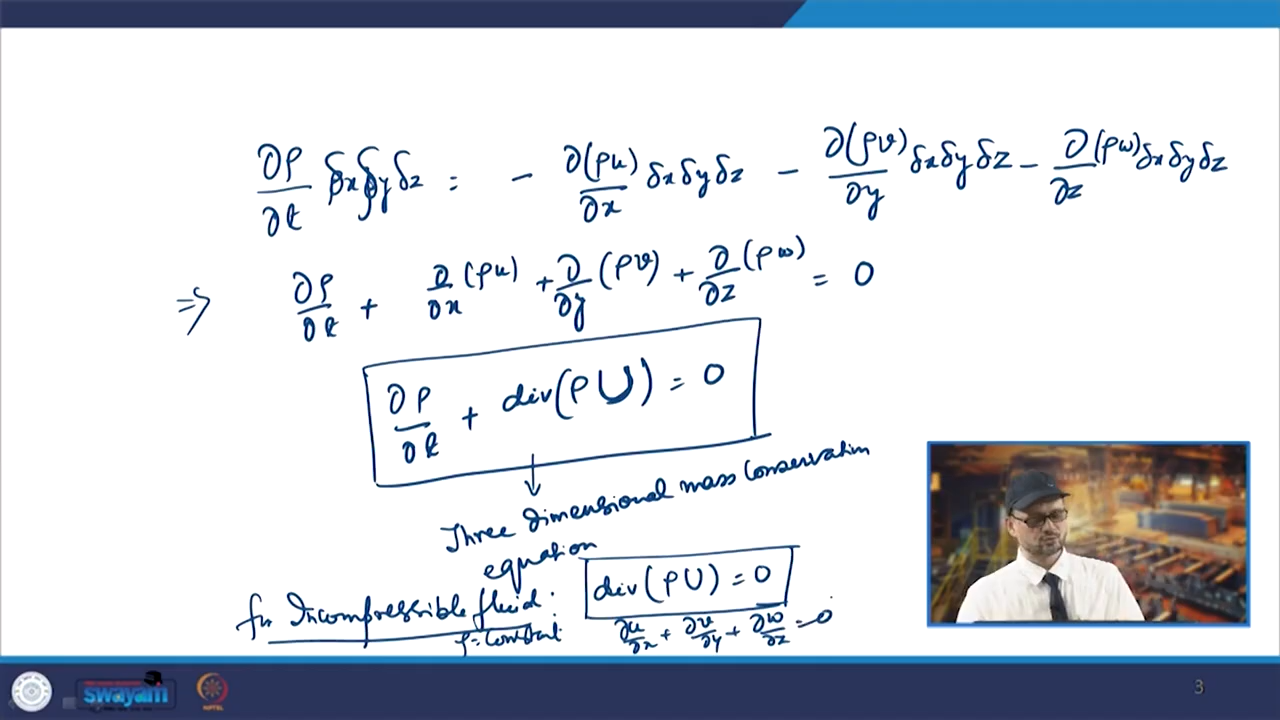 ∂ρ/∂t δxδyδz = - ∂(ρu)/∂x δxδyδz - ∂(ρv)/∂y δxδyδz - ∂/∂z (ρw) δxδyδz
⇒ ∂ρ/∂t + ∂/∂x (ρu) + ∂/∂y (ρv) + ∂/∂z (ρw) = 0
∂ρ/∂t + div(ρU) = 0
↓
Three dimensional mass Conservation
equation
for Incompressible fluid. div(ρU) = 0
ρ=Constant. ∂u/∂x + ∂v/∂y + ∂w/∂z = 0
swayam
NPTEL
3